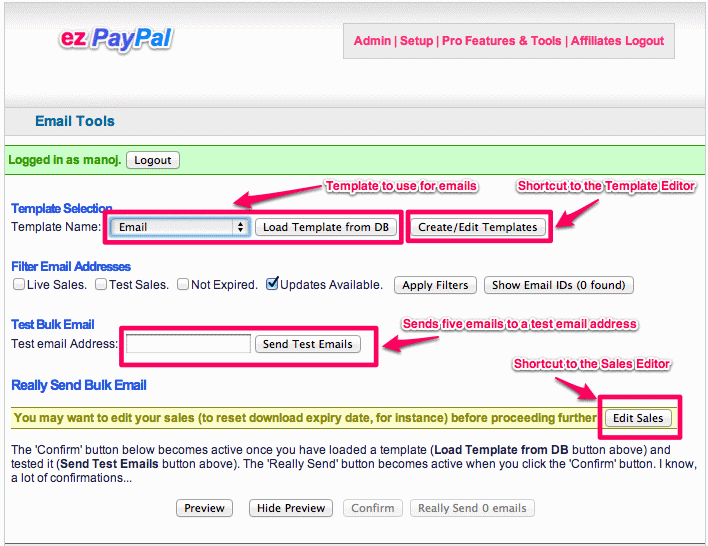 ez PayPal
Admin | Setup | Pro Features & Tools | Affiliates Logout
Email Tools
Logged in as manoj. Logout
Template to use for emails
Shortcut to the Template Editor
Template Selection
Template Name: Email Load Template from DB Create/Edit Templates
Filter Email Addresses
Live Sales. Test Sales. Not Expired. Updates Available. Apply Filters Show Email IDs (0 found)
Test Bulk Email
Sends five emails to a test email address
Test email Address: Send Test Emails
Shortcut to the Sales Editor
Really Send Bulk Email
You may want to edit your sales (to reset download expiry date, for instance) before proceeding further Edit Sales
The 'Confirm' button below becomes active once you have loaded a template (Load Template from DB button above) and
tested it (Send Test Emails button above). The 'Really Send' button becomes active when you click the 'Confirm' button. I know,
a lot of confirmations...
Preview Hide Preview Confirm Really Send 0 emails